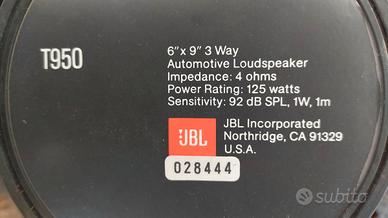 T950
6"x 9" 3 Way
Automotive Loudspeaker
Impedance: 4 ohms
Power Rating: 125 watts
Sensitivity: 92 dB SPL, 1W, 1m
JBL
JBL Incorporated
Northridge, CA 91329
U.S.A.
028444
subito